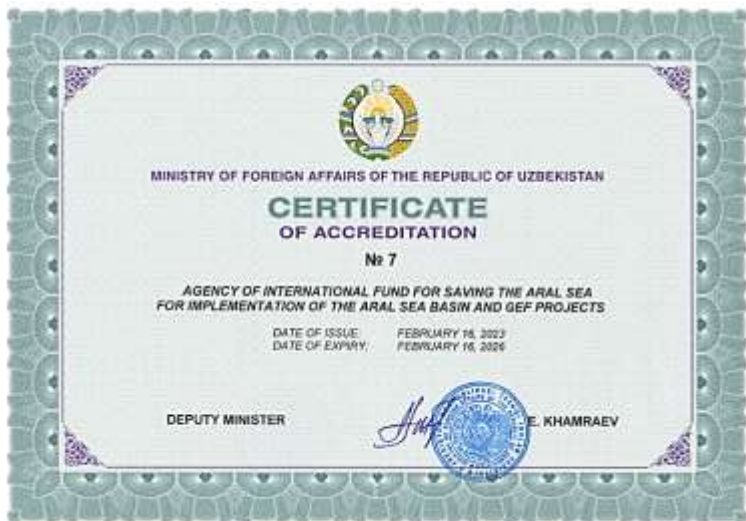 MINISTRY OF FOREIGN AFFAIRS OF THE REPUBLIC OF UZBEKISTAN
CERTIFICATE
OF ACCREDITATION
№ 7
AGENCY OF INTERNATIONAL FUND FOR SAVING THE ARAL SEA
FOR IMPLEMENTATION OF THE ARAL SEA BASIN AND GEF PROJECTS
DATE OF ISSUE: FEBRUARY 16, 2023
DATE OF EXPIRY: FEBRUARY 16, 2026
DEPUTY MINISTER E. KHAMRAEV